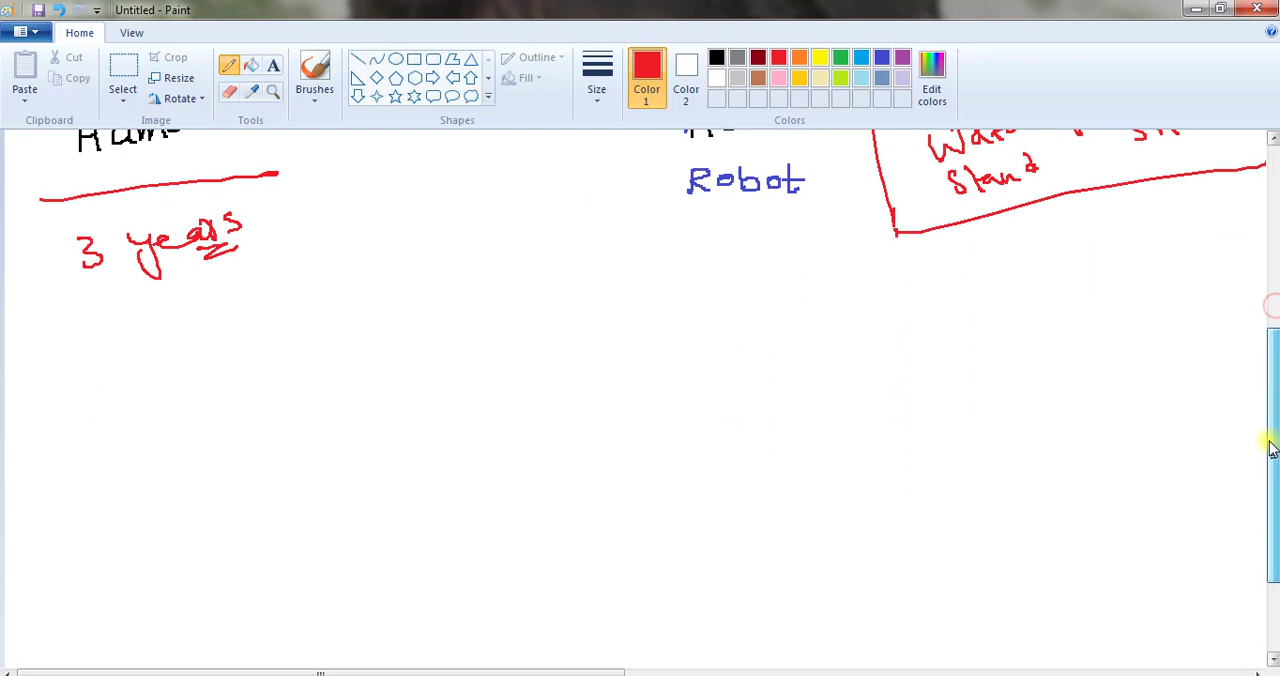 Untitled - Paint
Home View
Cut
Copy
Paste
Clipboard
Crop
Resize
Rotate
Select
Image
Tools
Brushes
Outline
Fill
Shapes
Size
Color 1
Color 2
Edit colors
Colors
Robot
Stand
3 years